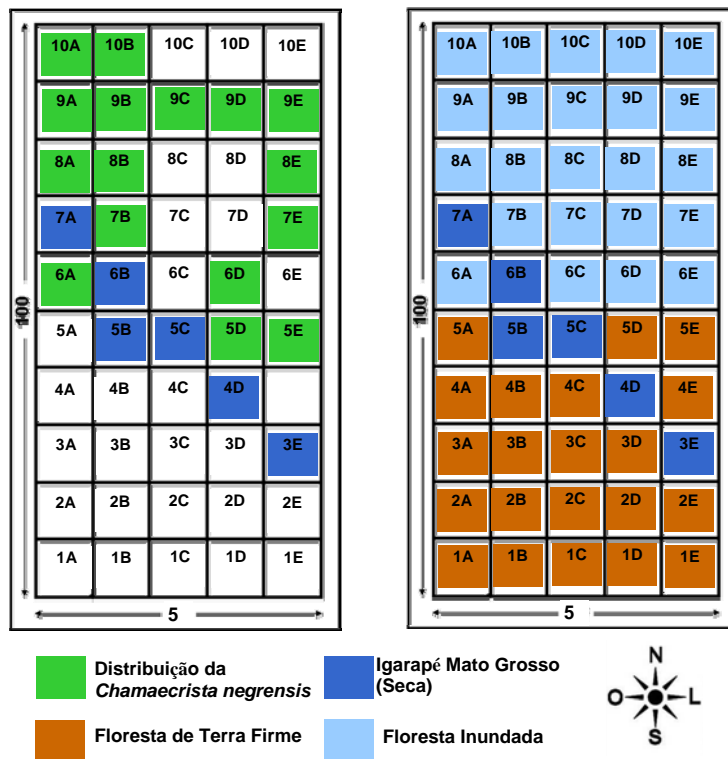 10A 10B 10C 10D 10E
9A 9B 9C 9D 9E
8A 8B 8C 8D 8E
7A 7B 7C 7D 7E
6A 6B 6C 6D 6E
5A 5B 5C 5D 5E
4A 4B 4C 4D
3A 3B 3C 3D 3E
2A 2B 2C 2D 2E
1A 1B 1C 1D 1E
100
5
10A 10B 10C 10D 10E
9A 9B 9C 9D 9E
8A 8B 8C 8D 8E
7A 7B 7C 7D 7E
6A 6B 6C 6D 6E
5A 5B 5C 5D 5E
4A 4B 4C 4D 4E
3A 3B 3C 3D 3E
2A 2B 2C 2D 2E
1A 1B 1C 1D 1E
100
5
Distribuição da
Chamaecrista negrensis
Igarapé Mato Grosso
(Seca)
Floresta de Terra Firme
Floresta Inundada
N
O L
S